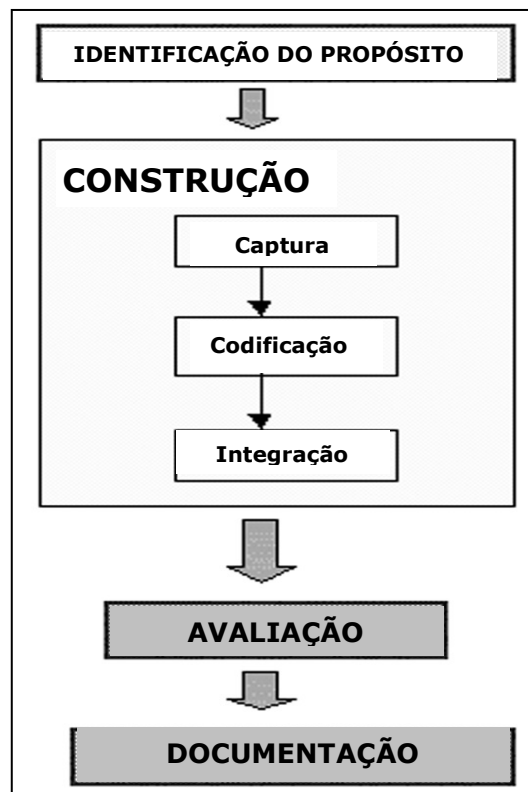 IDENTIFICAÇÃO DO PROPÓSITO
CONSTRUÇÃO
Captura
Codificação
Integração
AVALIAÇÃO
DOCUMENTAÇÃO